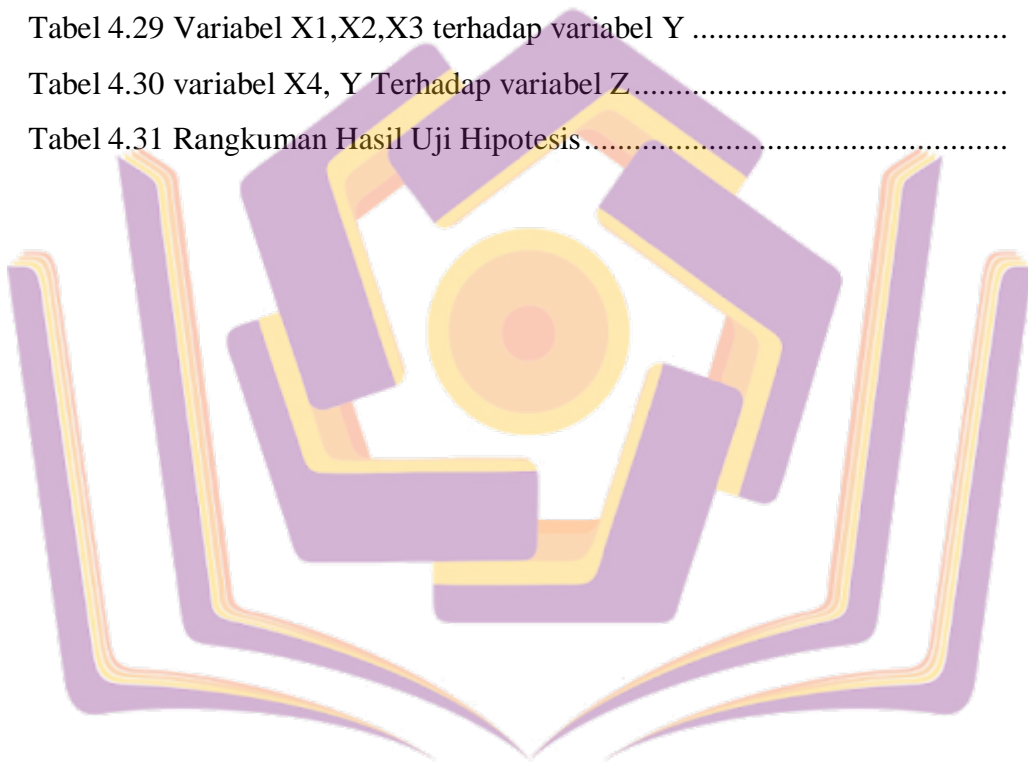 Tabel 4.29 Variabel X1,X2,X3 terhadap variabel Y ......................................
Tabel 4.30 variabel X4, Y Terhadap variabel Z.............................................
Tabel 4.31 Rangkuman Hasil Uji Hipotesis...................................................